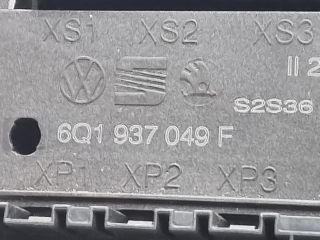 XS1 XS2 XS3
II 2
S2S36
6Q1 937 049 F
XP1 XP2 XP3